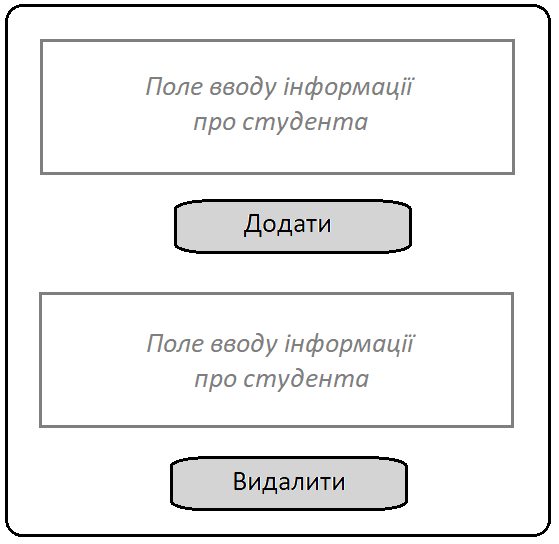 Поле вводу інформації
про студента
Додати
Поле вводу інформації
про студента
Видалити